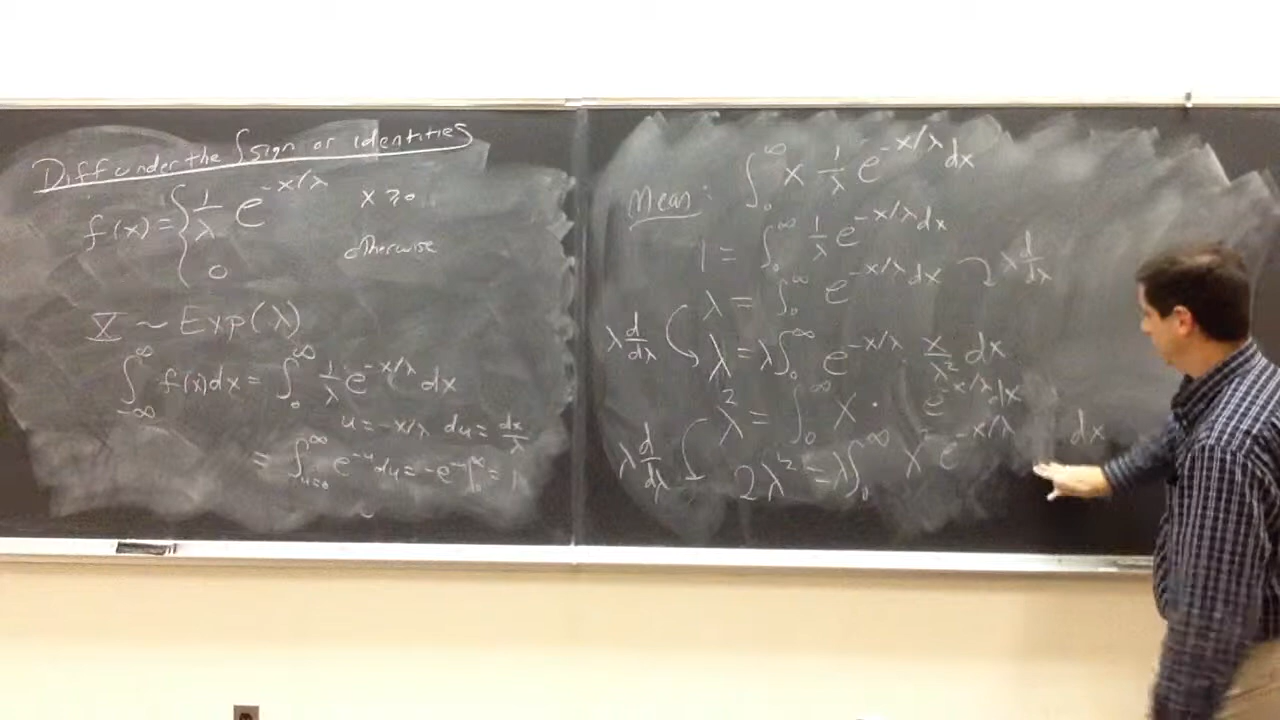 Diff under the ∫ sign or identities
f(x) = { 1/λ e^{-x/λ} x ≥ 0
0 otherwise
X ~ Exp(λ)
∫_{-∞}^{∞} f(x)dx = ∫_0^∞ 1/λ e^{-x/λ} dx
u = -x/λ du = dx/λ
= ∫_{u=0}^∞ e^{-u} du = -e^{-u}|_0^∞ = 1
Mean: ∫_0^∞ x 1/λ e^{-x/λ} dx
1 = ∫_0^∞ 1/λ e^{-x/λ} dx
λ = ∫_0^∞ e^{-x/λ} dx λ d/dλ
λ d/dλ λ = λ∫_0^∞ e^{-x/λ} x/λ² dx
λ² = ∫_0^∞ x · e^{-x/λ} dx
λ d/dλ 2λ² = λ∫_0^∞ x e^{-x/λ} dx